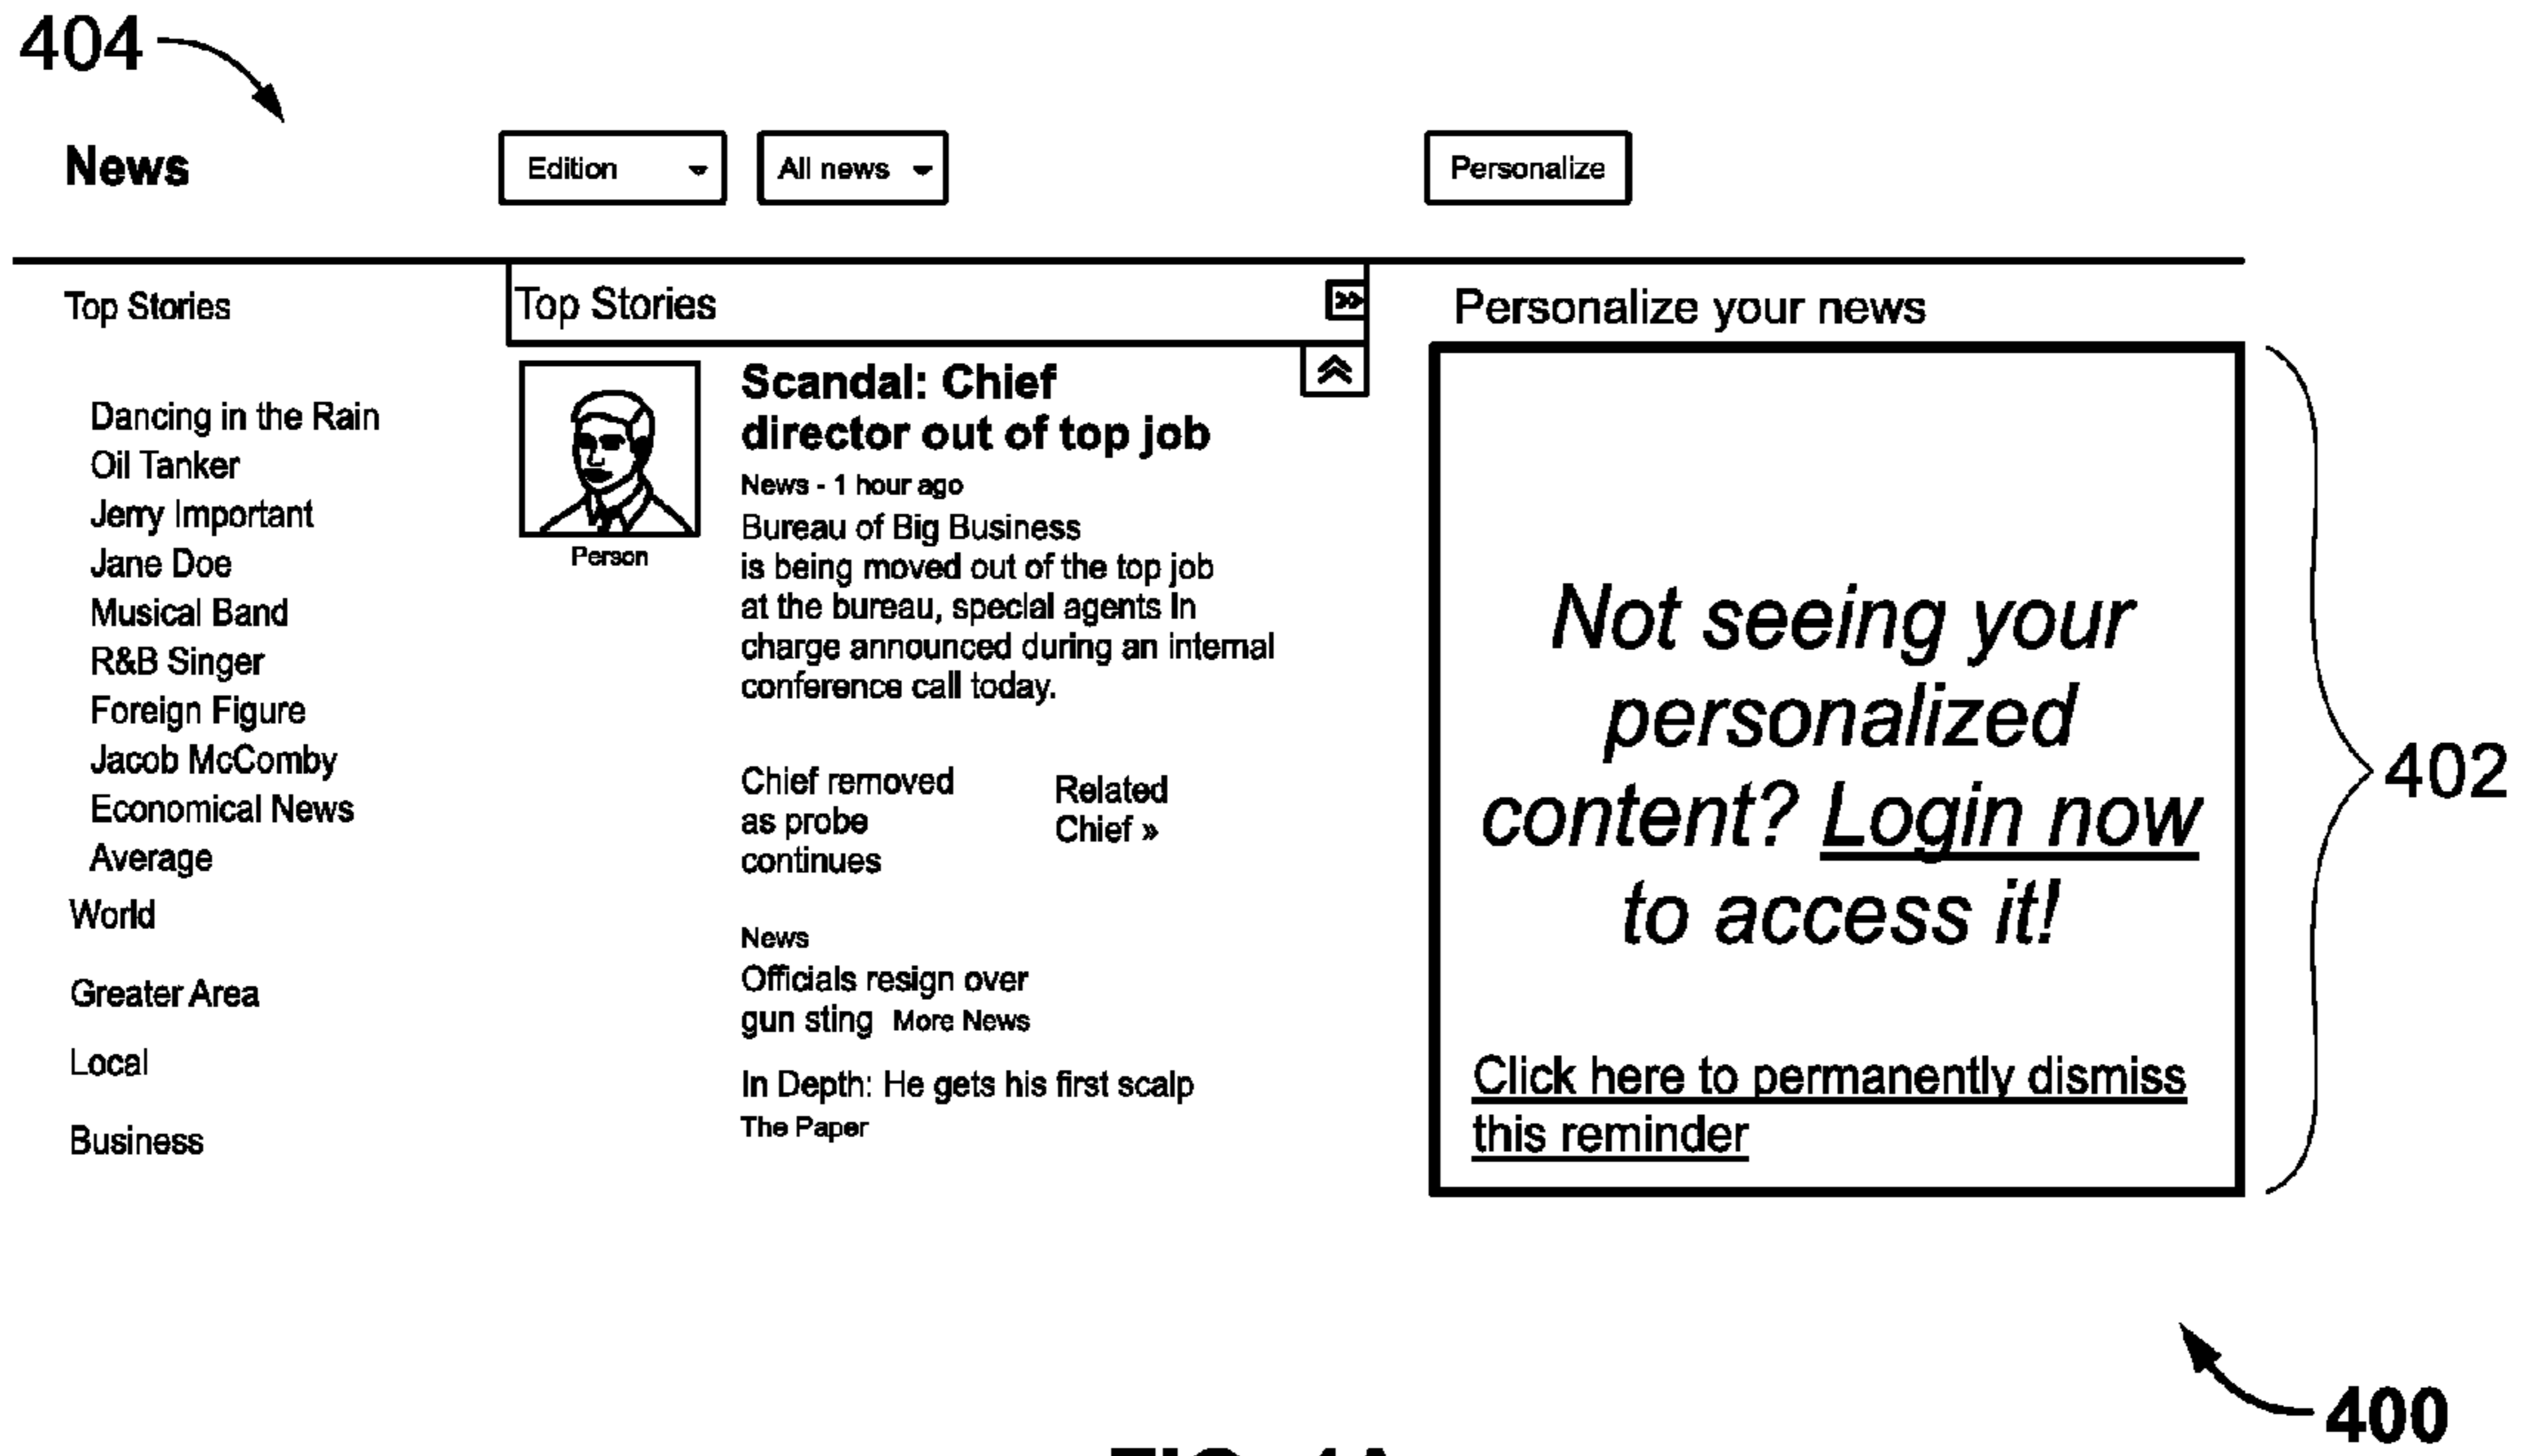 404
News
Edition
All news
Personalize
Top Stories
Dancing in the Rain
Oil Tanker
Jerry Important
Jane Doe
Musical Band
R&B Singer
Foreign Figure
Jacob McComby
Economical News
Average
World
Greater Area
Local
Business
Top Stories
»
Person
Scandal: Chief
director out of top job
News - 1 hour ago
Bureau of Big Business
is being moved out of the top job
at the bureau, special agents in
charge announced during an internal
conference call today.
Chief removed
as probe
continues
Related
Chief »
News
Officials resign over
gun sting More News
In Depth: He gets his first scalp
The Paper
Personalize your news
Not seeing your
personalized
content? Login now
to access it!
Click here to permanently dismiss
this reminder
402
400